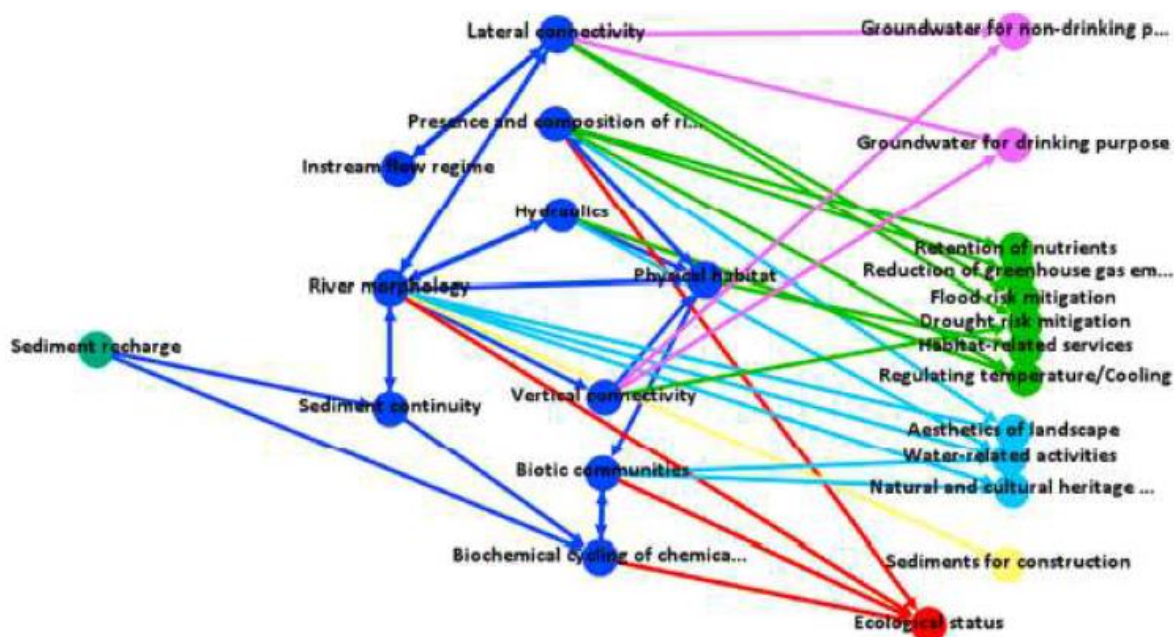 Lateral connectivity
Groundwater for non-drinking p...
Presence and composition of ri...
Groundwater for drinking purpose
Instream flow regime
Hydraulics
Retention of nutrients
Reduction of greenhouse gas em...
River morphology
Physical habitat
Flood risk mitigation
Drought risk mitigation
Sediment recharge
Habitat-related services
Regulating temperature/Cooling
Sediment continuity
Vertical connectivity
Aesthetics of landscape
Water-related activities
Biotic communities
Natural and cultural heritage ...
Biochemical cycling of chemica...
Sediments for construction
Ecological status